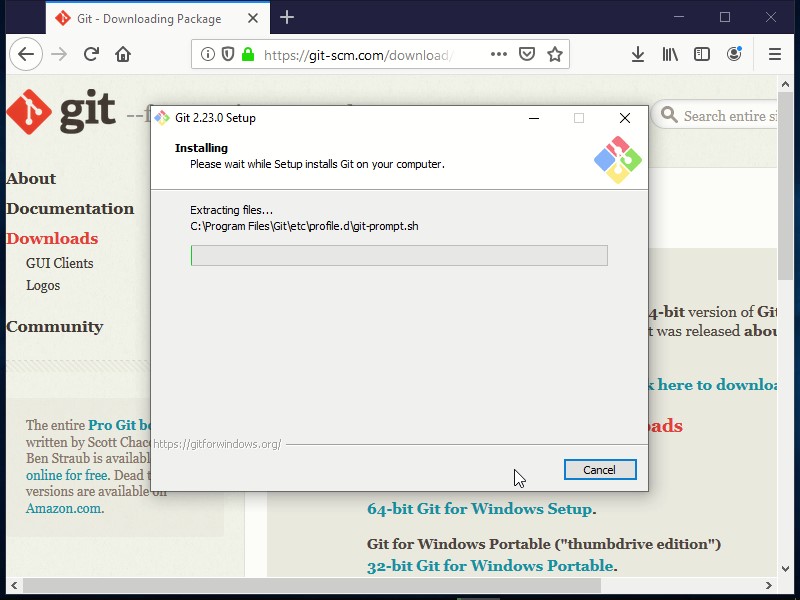 Git - Downloading Package
https://git-scm.com/download/
git
Search entire si
Git 2.23.0 Setup
Installing
Please wait while Setup installs Git on your computer.
About
Documentation
Downloads
GUI Clients
Logos
Community
Extracting files...
C:\Program Files\Git\etc\profile.d\git-prompt.sh
4-bit version of Git
t was released abou
k here to downloa
ads
The entire Pro Git bo
written by Scott Chaco
Ben Straub is availabl
online for free. Dead t
versions are available on
Amazon.com.
https://gitforwindows.org/
Cancel
64-bit Git for Windows Setup.
Git for Windows Portable ("thumbdrive edition")
32-bit Git for Windows Portable.